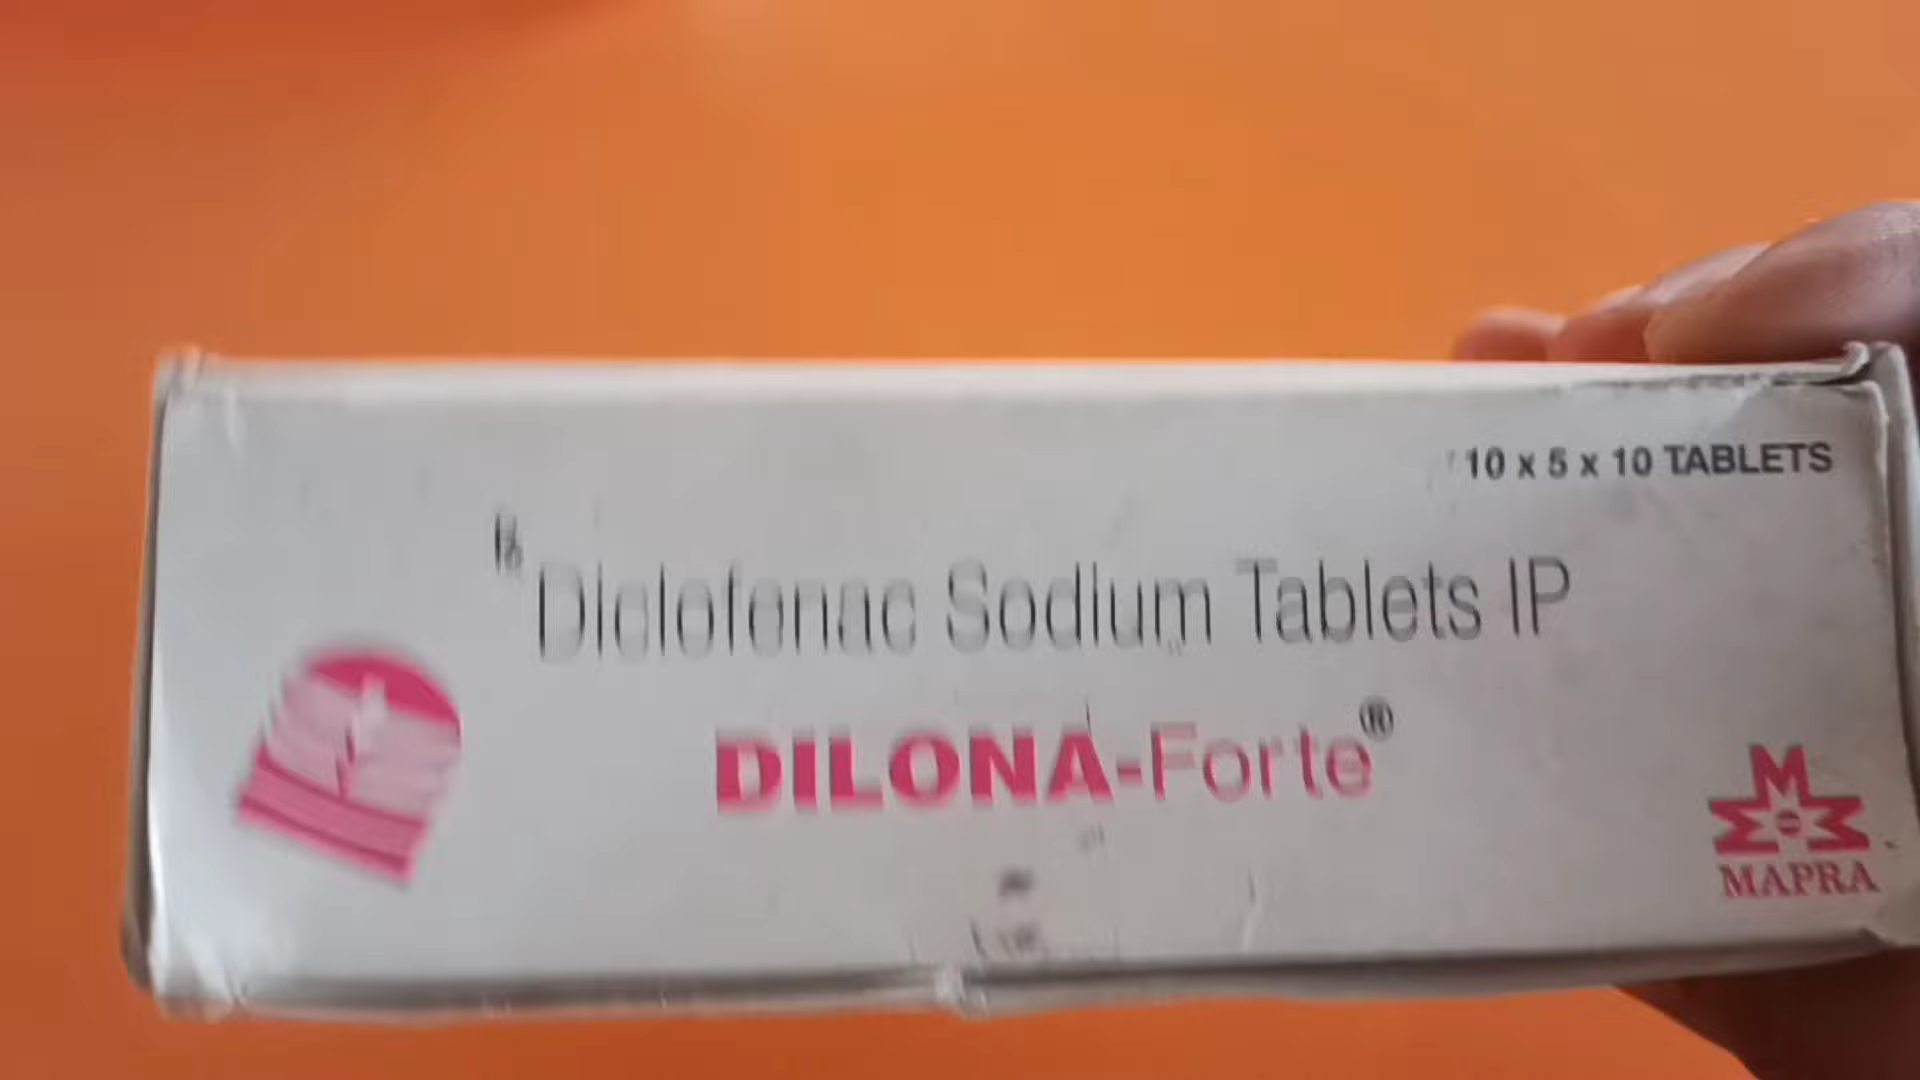 10 x 5 x 10 TABLETS
℞
Diclofenac Sodium Tablets IP
DILONA-Forte®
M
MAPRA